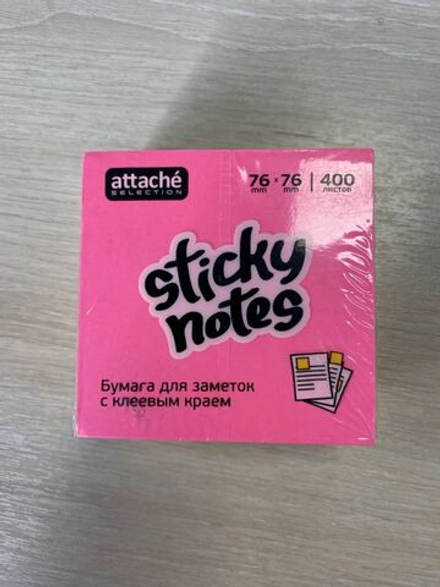 attaché
SELECTION
76 × 76 | 400
mm mm листов
sticky
notes
Бумага для заметок
с клеевым краем